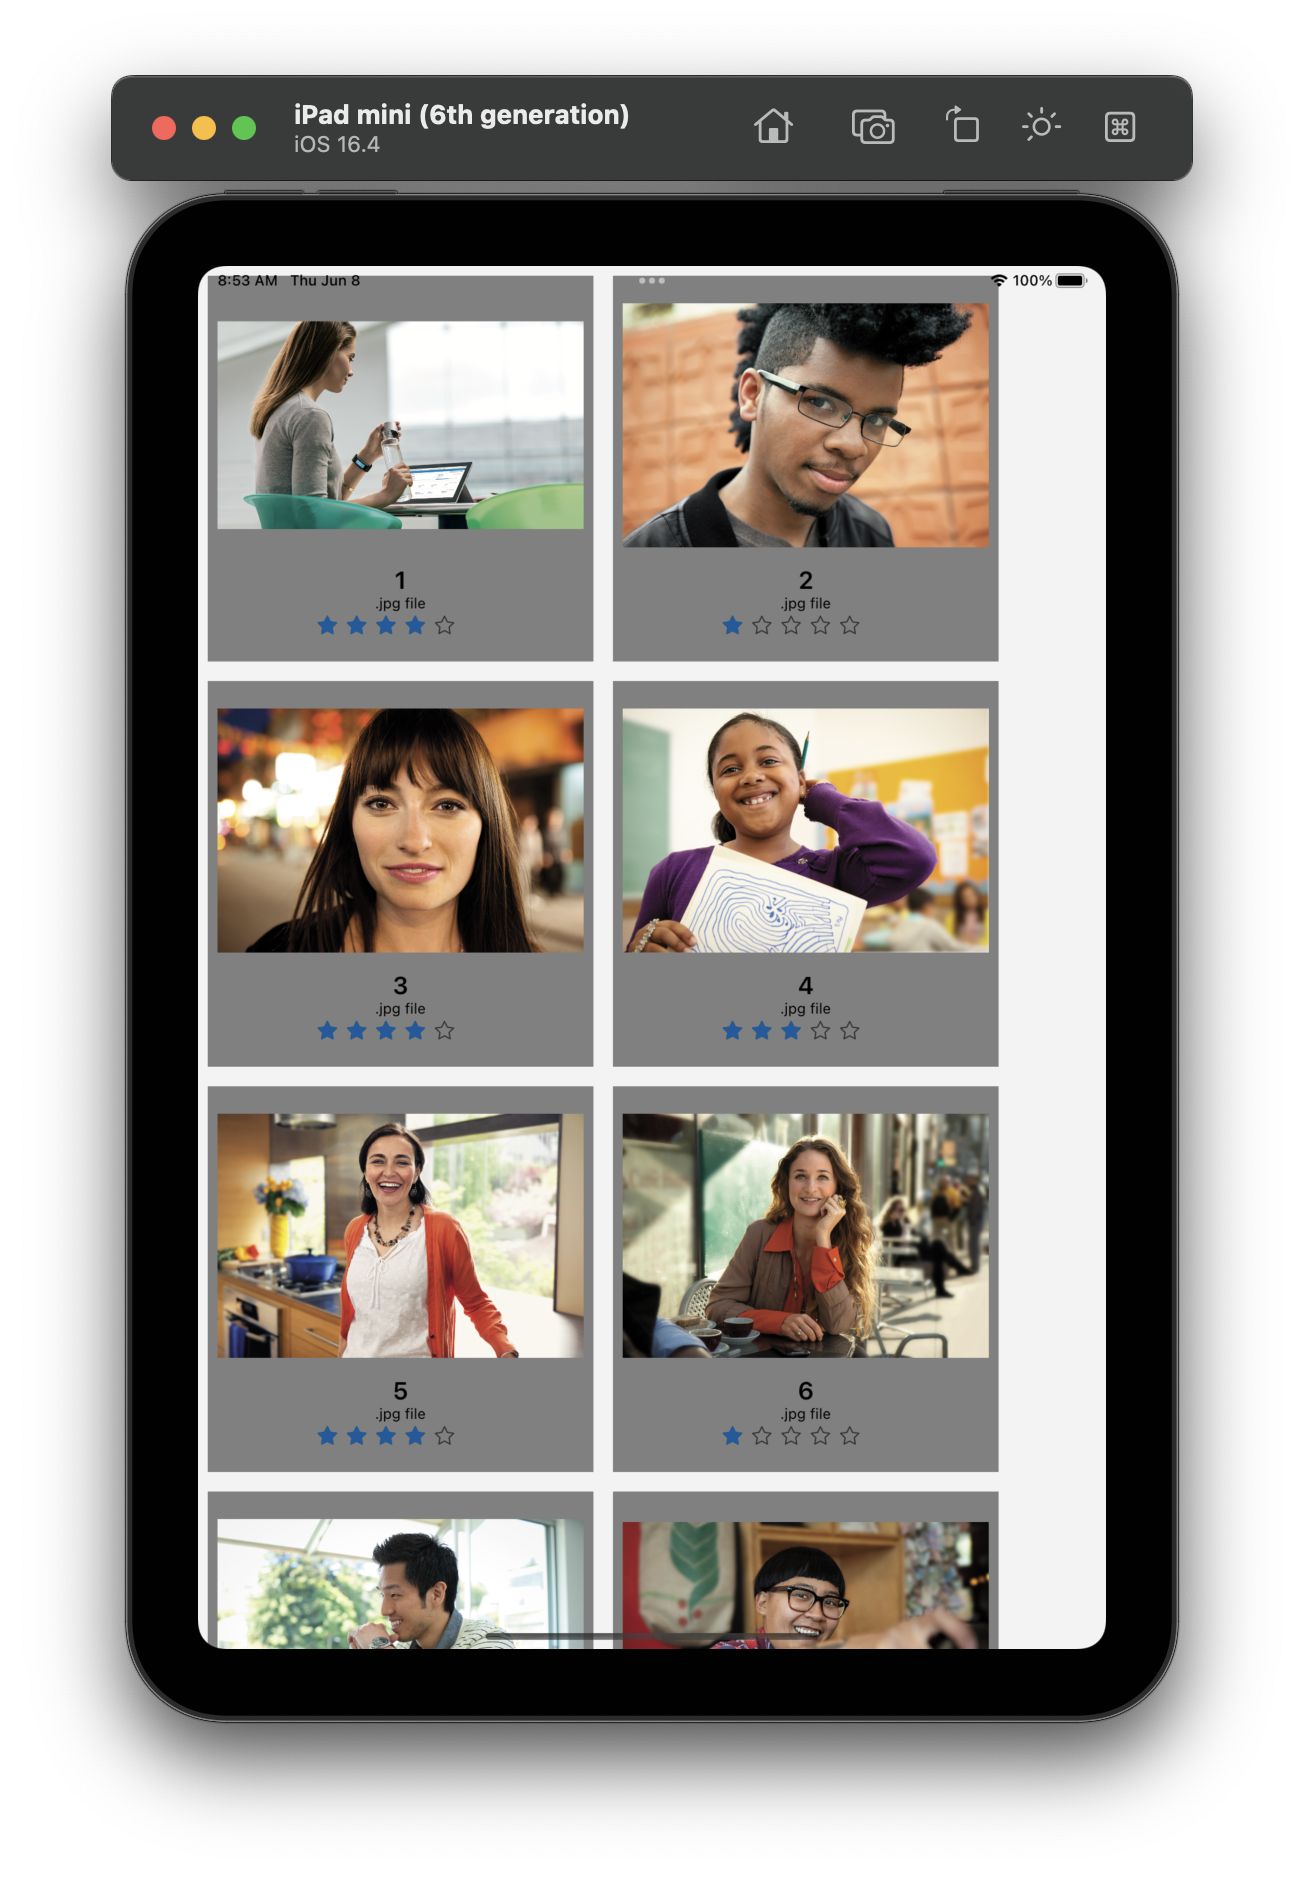 iPad mini (6th generation)
iOS 16.4
8:53 AM Thu Jun 8
100%
1
.jpg file
2
.jpg file
3
.jpg file
4
.jpg file
5
.jpg file
6
.jpg file